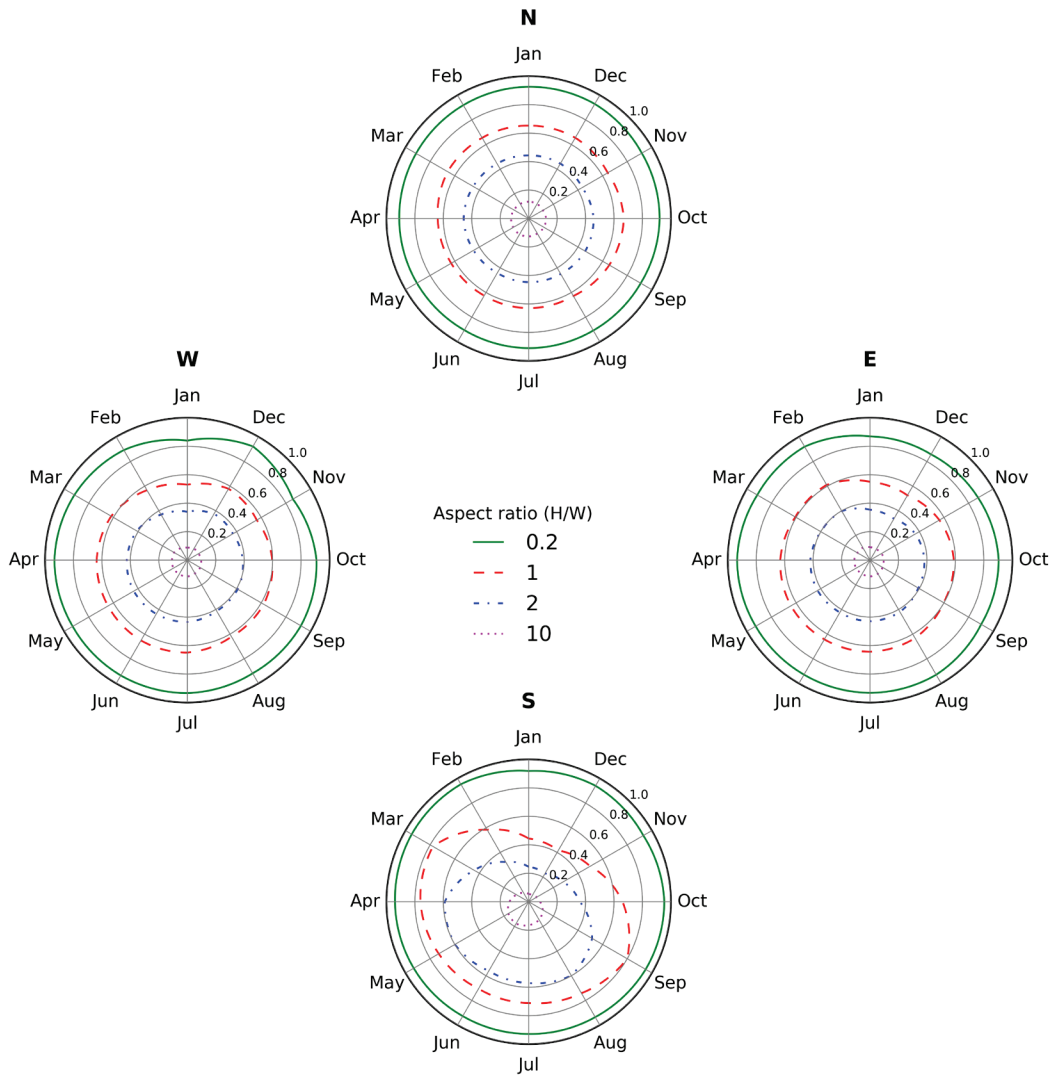 N
Jan
Feb Dec
1.0
Mar 0.8 Nov
0.6
0.4
0.2
Apr Oct
May Sep
Jun Aug
Jul
W
Jan
Feb Dec
1.0
Mar 0.8 Nov
0.6
0.4
0.2
Apr Oct
May Sep
Jun Aug
Jul
E
Jan
Feb Dec
1.0
Mar 0.8 Nov
0.6
0.4
0.2
Apr Oct
May Sep
Jun Aug
Jul
Aspect ratio (H/W)
0.2
1
2
10
S
Jan
Feb Dec
1.0
Mar 0.8 Nov
0.6
0.4
0.2
Apr Oct
May Sep
Jun Aug
Jul